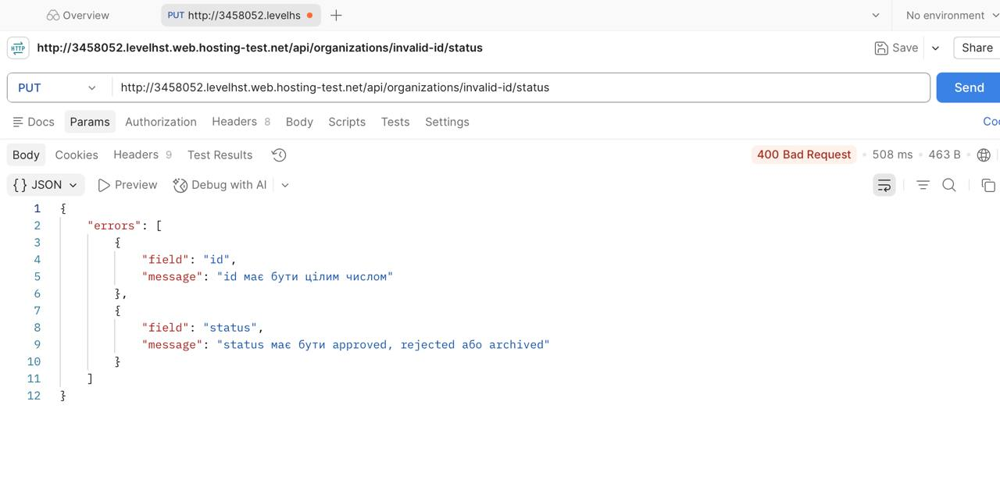 Overview
PUT http://3458052.levelhs
No environment
http://3458052.levelhst.web.hosting-test.net/api/organizations/invalid-id/status
Save
Share
PUT
http://3458052.levelhst.web.hosting-test.net/api/organizations/invalid-id/status
Send
Docs Params Authorization Headers 8 Body Scripts Tests Settings
Coo
Body Cookies Headers 9 Test Results
400 Bad Request • 508 ms • 463 B •
{ } JSON Preview Debug with AI
1 {
2 "errors": [
3 {
4 "field": "id",
5 "message": "id має бути цілим числом"
6 },
7 {
8 "field": "status",
9 "message": "status має бути approved, rejected або archived"
10 }
11 ]
12 }